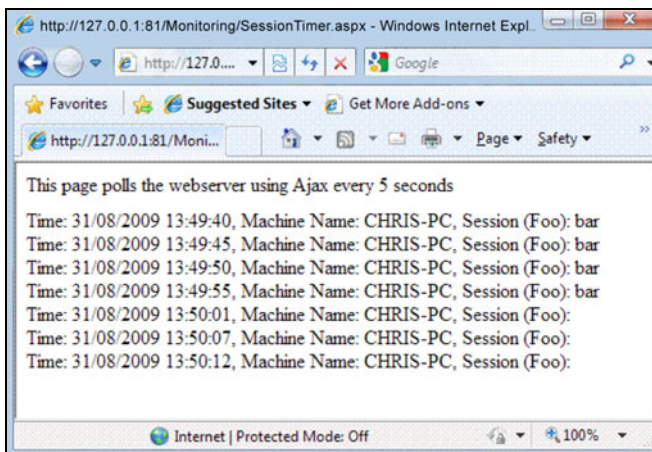 http://127.0.0.1:81/Monitoring/SessionTimer.aspx - Windows Internet Expl...
http://127.0....
Google
Favorites Suggested Sites Get More Add-ons
http://127.0.0.1:81/Moni... Page Safety »
This page polls the webserver using Ajax every 5 seconds
Time: 31/08/2009 13:49:40, Machine Name: CHRIS-PC, Session (Foo): bar
Time: 31/08/2009 13:49:45, Machine Name: CHRIS-PC, Session (Foo): bar
Time: 31/08/2009 13:49:50, Machine Name: CHRIS-PC, Session (Foo): bar
Time: 31/08/2009 13:49:55, Machine Name: CHRIS-PC, Session (Foo): bar
Time: 31/08/2009 13:50:01, Machine Name: CHRIS-PC, Session (Foo):
Time: 31/08/2009 13:50:07, Machine Name: CHRIS-PC, Session (Foo):
Time: 31/08/2009 13:50:12, Machine Name: CHRIS-PC, Session (Foo):
Internet | Protected Mode: Off 100%